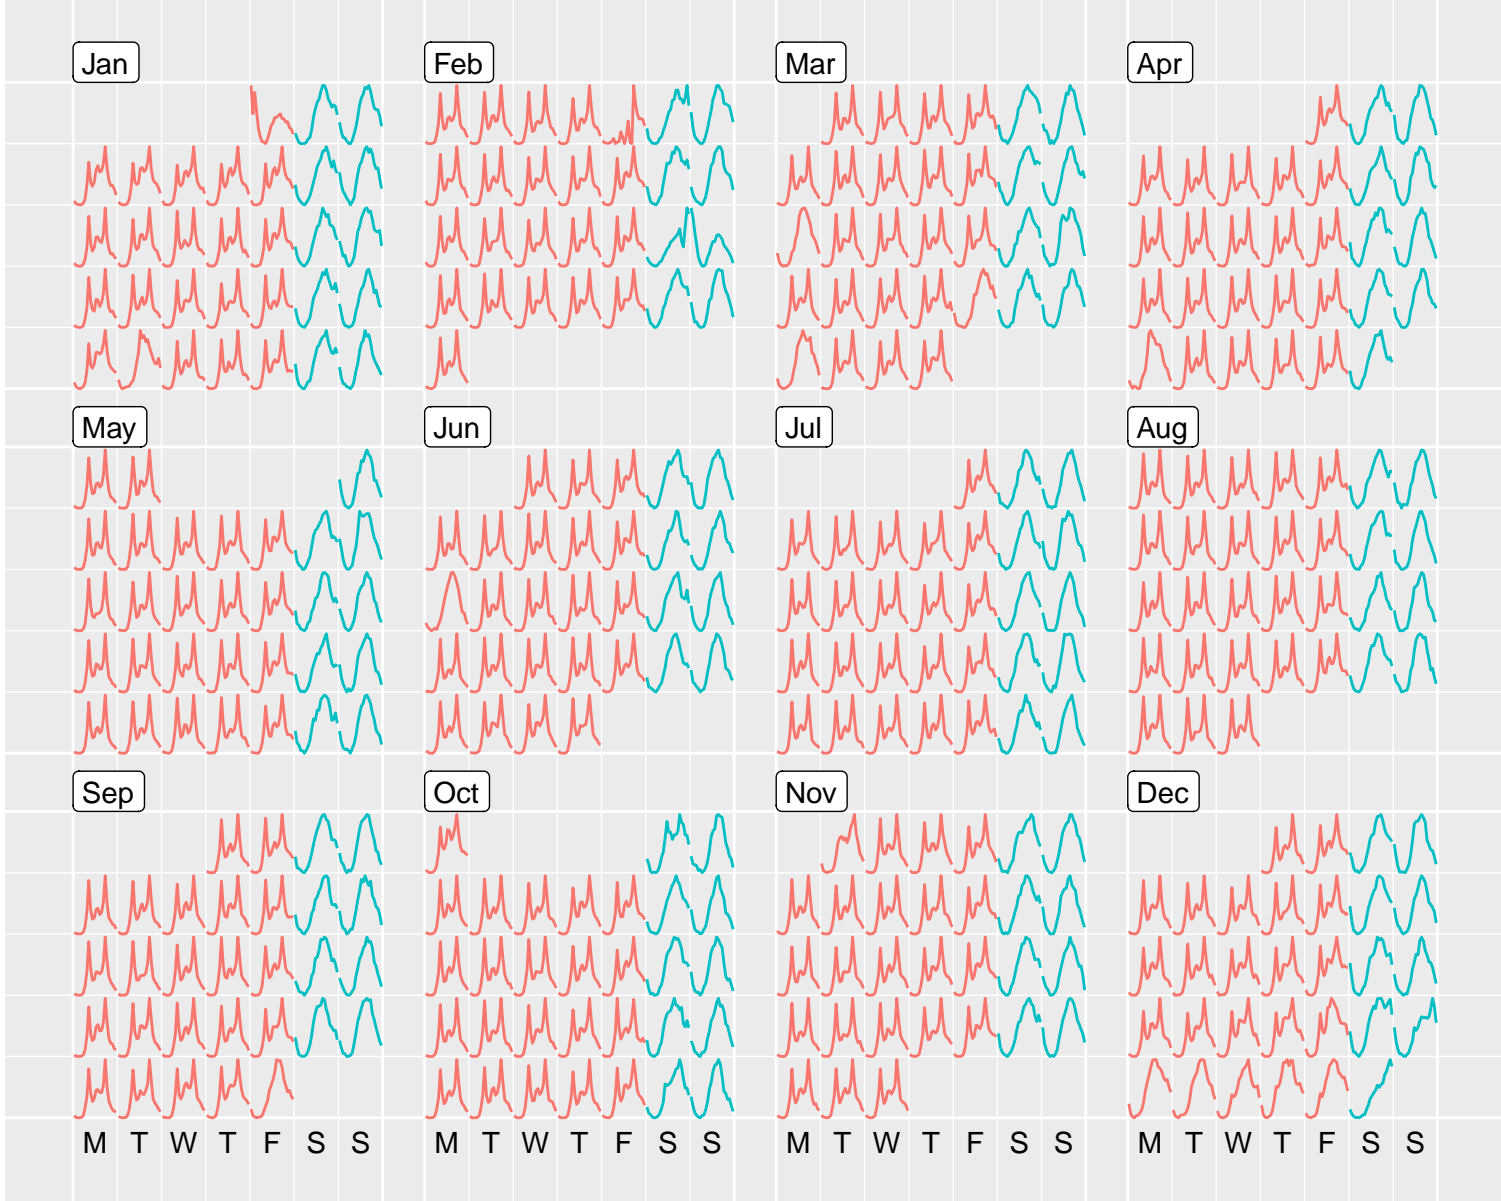 Jan Feb Mar Apr
May Jun Jul Aug
Sep Oct Nov Dec
M T W T F S S M T W T F S S M T W T F S S M T W T F S S